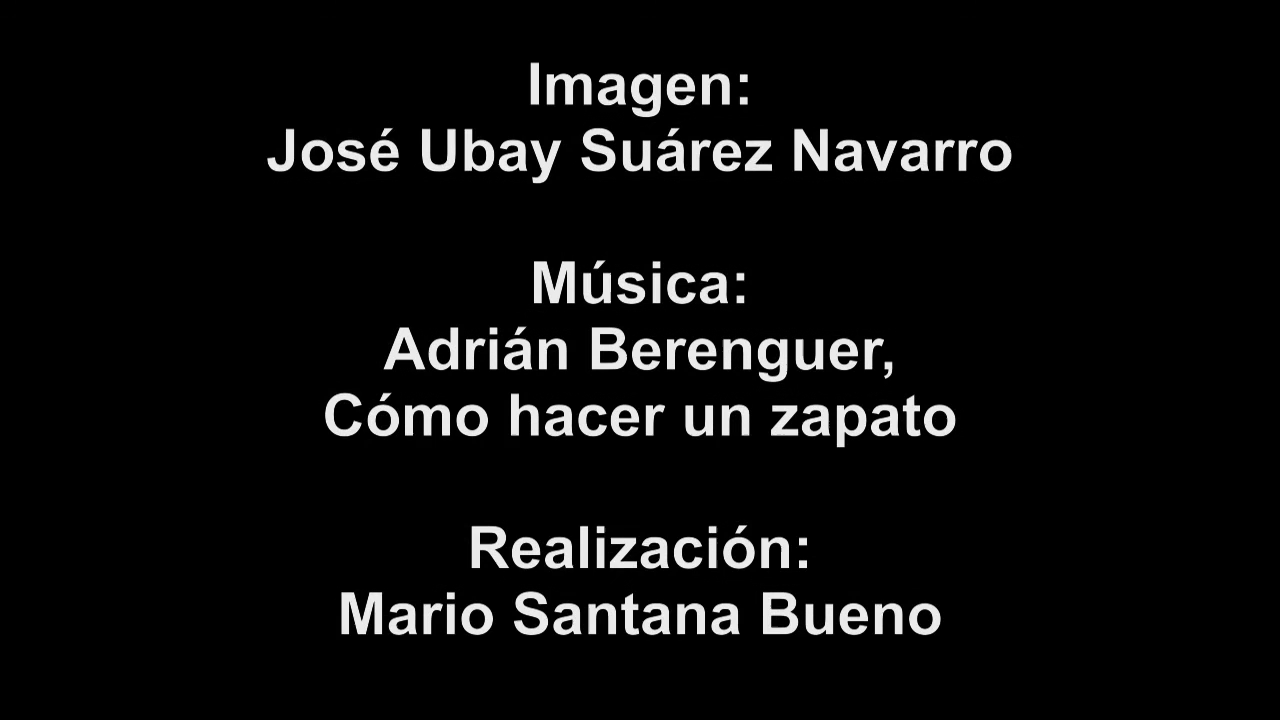 Imagen:
José Ubay Suárez Navarro
Música:
Adrián Berenguer,
Cómo hacer un zapato
Realización:
Mario Santana Bueno